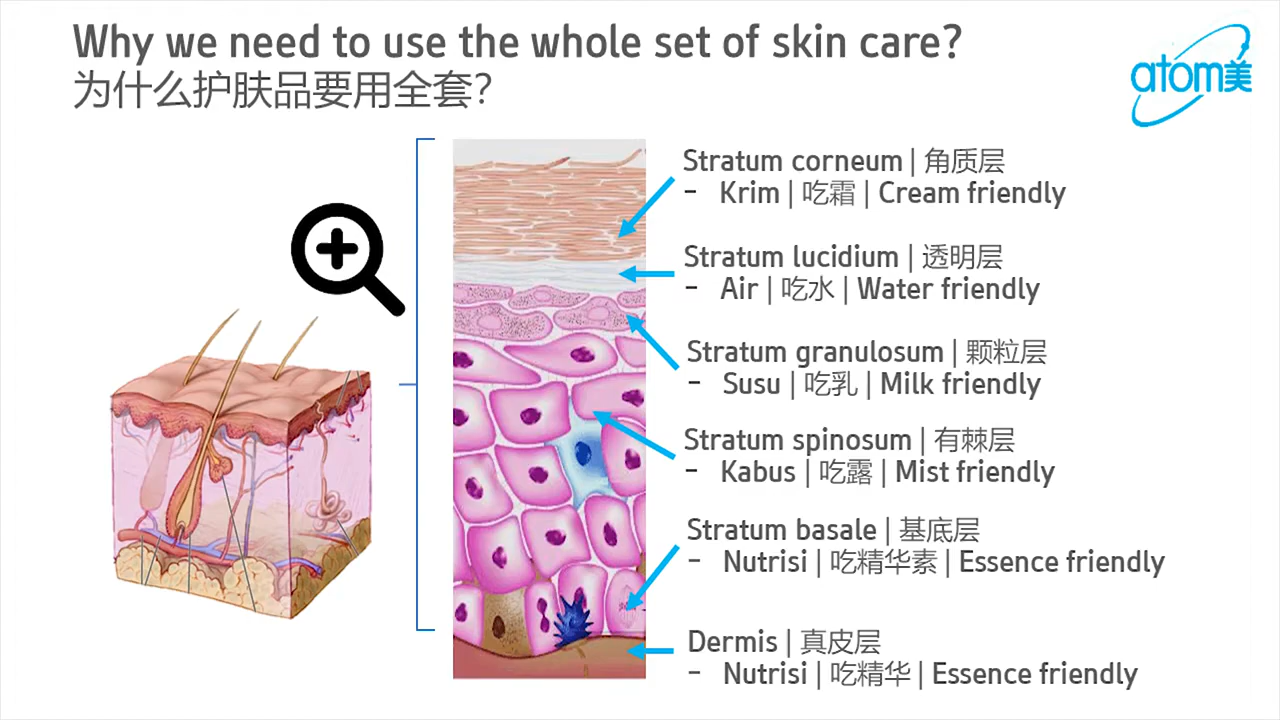 Why we need to use the whole set of skin care?
为什么护肤品要用全套?
atom美
Stratum corneum | 角质层
- Krim | 吃霜 | Cream friendly
Stratum lucidium | 透明层
- Air | 吃水 | Water friendly
Stratum granulosum | 颗粒层
- Susu | 吃乳 | Milk friendly
Stratum spinosum | 有棘层
- Kabus | 吃露 | Mist friendly
Stratum basale | 基底层
- Nutrisi | 吃精华素 | Essence friendly
Dermis | 真皮层
- Nutrisi | 吃精华 | Essence friendly